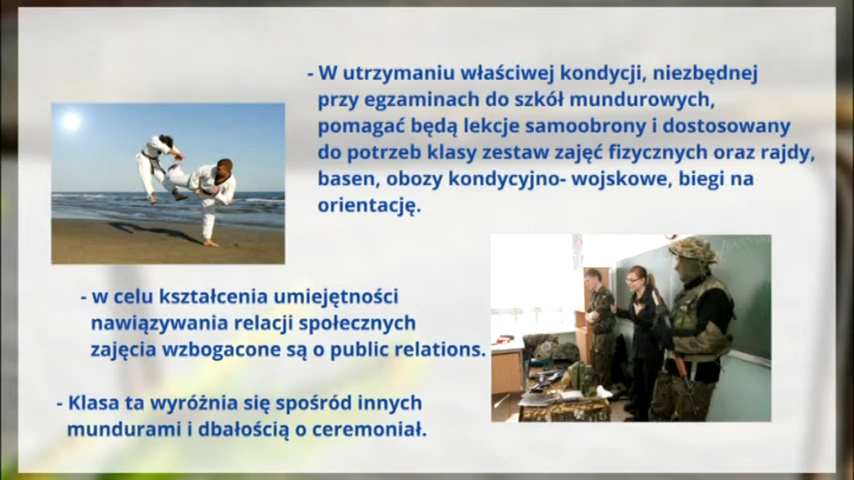 - W utrzymaniu właściwej kondycji, niezbędnej
przy egzaminach do szkół mundurowych,
pomagać będą lekcje samoobrony i dostosowany
do potrzeb klasy zestaw zajęć fizycznych oraz rajdy,
basen, obozy kondycyjno- wojskowe, biegi na
orientację.
- w celu kształcenia umiejętności
nawiązywania relacji społecznych
zajęcia wzbogacone są o public relations.
- Klasa ta wyróżnia się spośród innych
mundurami i dbałością o ceremoniał.